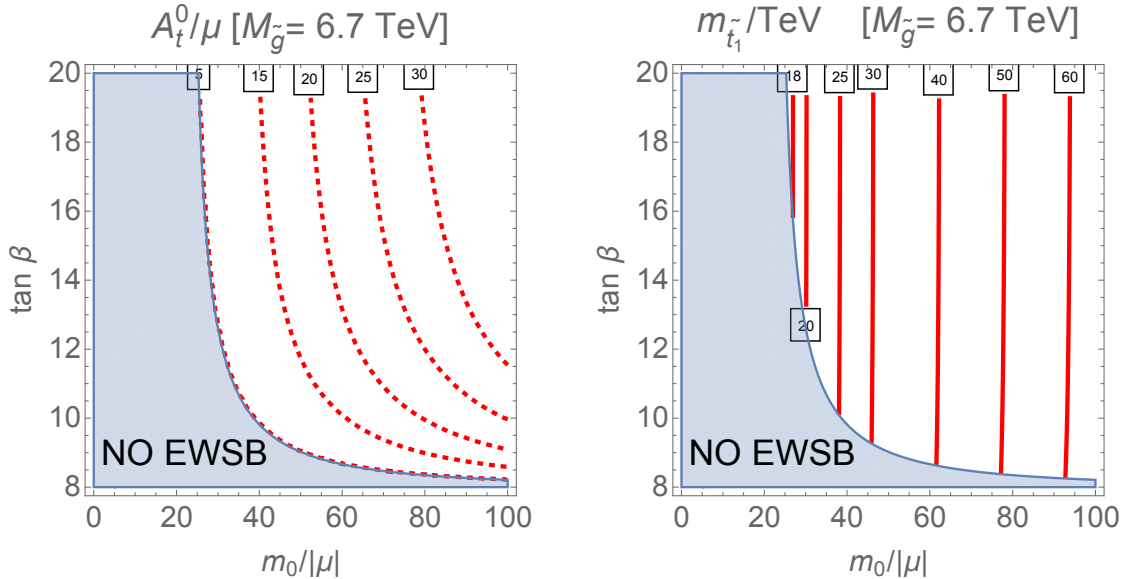 A_t^0/μ [M_g̃= 6.7 TeV]
5 15 20 25 30
20
18
16
14
12
10
8
tan β
NO EWSB
0 20 40 60 80 100
m_0/|μ|
m_t̃_1/TeV [M_g̃= 6.7 TeV]
18 25 30 40 50 60
20
18
16
14
12
10
8
tan β
20
NO EWSB
0 20 40 60 80 100
m_0/|μ|